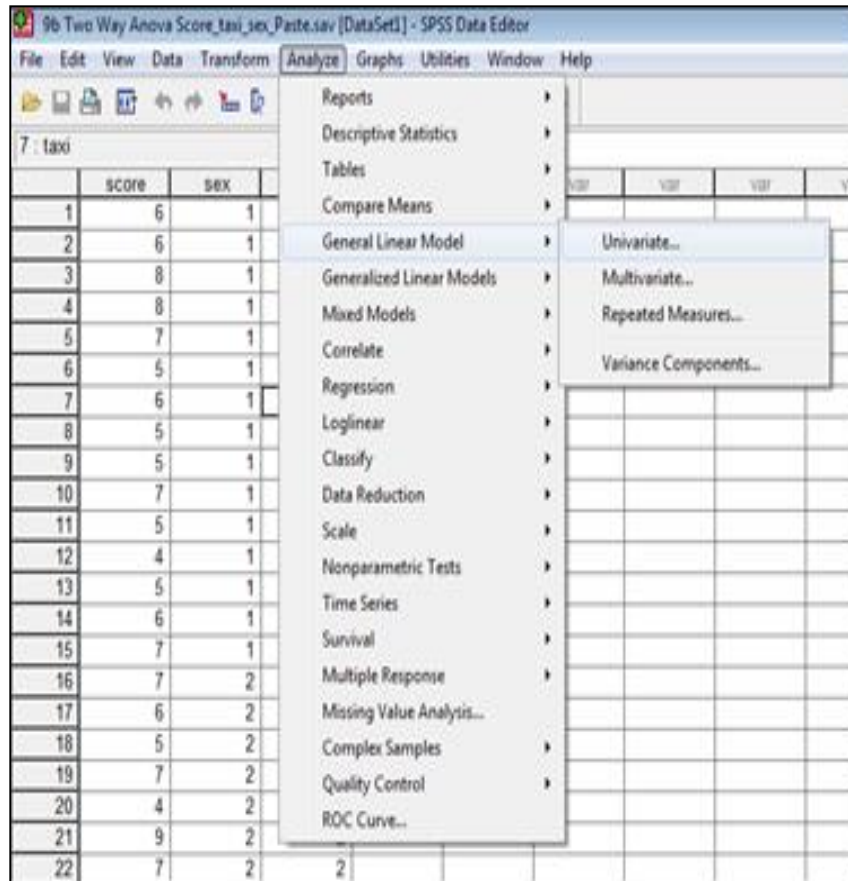 9b Two Way Anova Score_taxi_sex_Paste.sav [DataSet1] - SPSS Data Editor
File Edit View Data Transform Analyze Graphs Utilities Window Help
7 : taxi
score sex var var var
1 6 1
2 6 1
3 8 1
4 8 1
5 7 1
6 5 1
7 6 1
8 5 1
9 5 1
10 7 1
11 5 1
12 4 1
13 5 1
14 6 1
15 7 1
16 7 2
17 6 2
18 5 2
19 7 2
20 4 2
21 9 2
22 7 2 2
Reports
Descriptive Statistics
Tables
Compare Means
General Linear Model
Generalized Linear Models
Mixed Models
Correlate
Regression
Loglinear
Classify
Data Reduction
Scale
Nonparametric Tests
Time Series
Survival
Multiple Response
Missing Value Analysis...
Complex Samples
Quality Control
ROC Curve...
Univariate...
Multivariate...
Repeated Measures...
Variance Components...